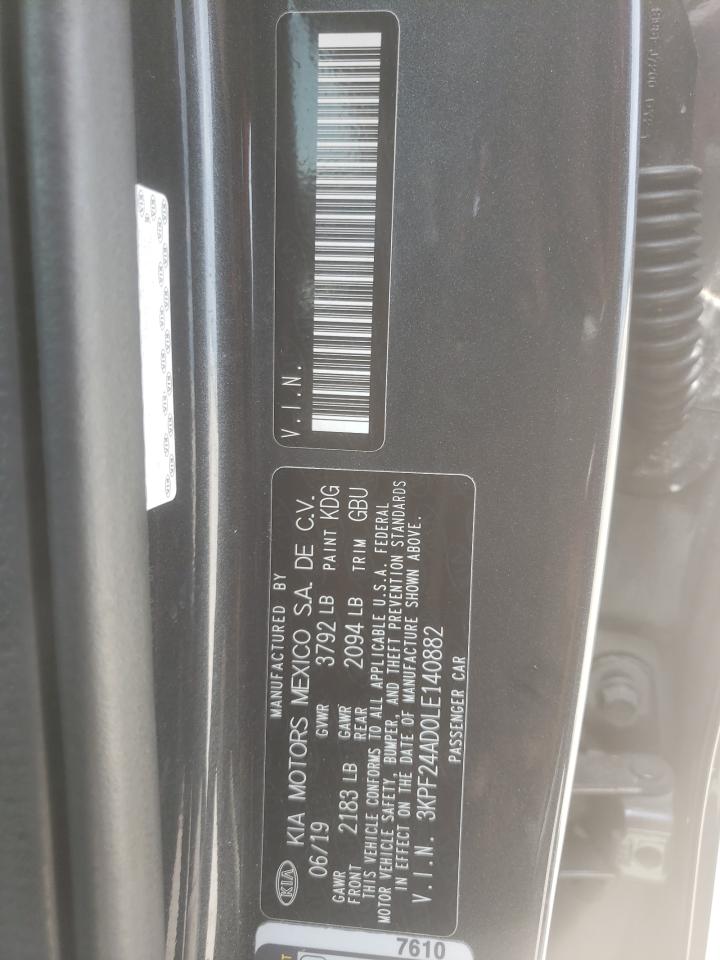 V.I.N.
MANUFACTURED BY
KIA KIA MOTORS MEXICO S.A. DE C.V.
06/19 GVWR 3792 LB PAINT KDG
GAWR FRONT 2183 LB GAWR REAR 2094 LB TRIM GBU
THIS VEHICLE CONFORMS TO ALL APPLICABLE U.S.A. FEDERAL
MOTOR VEHICLE SAFETY, BUMPER, AND THEFT PREVENTION STANDARDS
IN EFFECT ON THE DATE OF MANUFACTURE SHOWN ABOVE.
V.I.N. 3KPF24AD0LE140882
PASSENGER CAR
7610